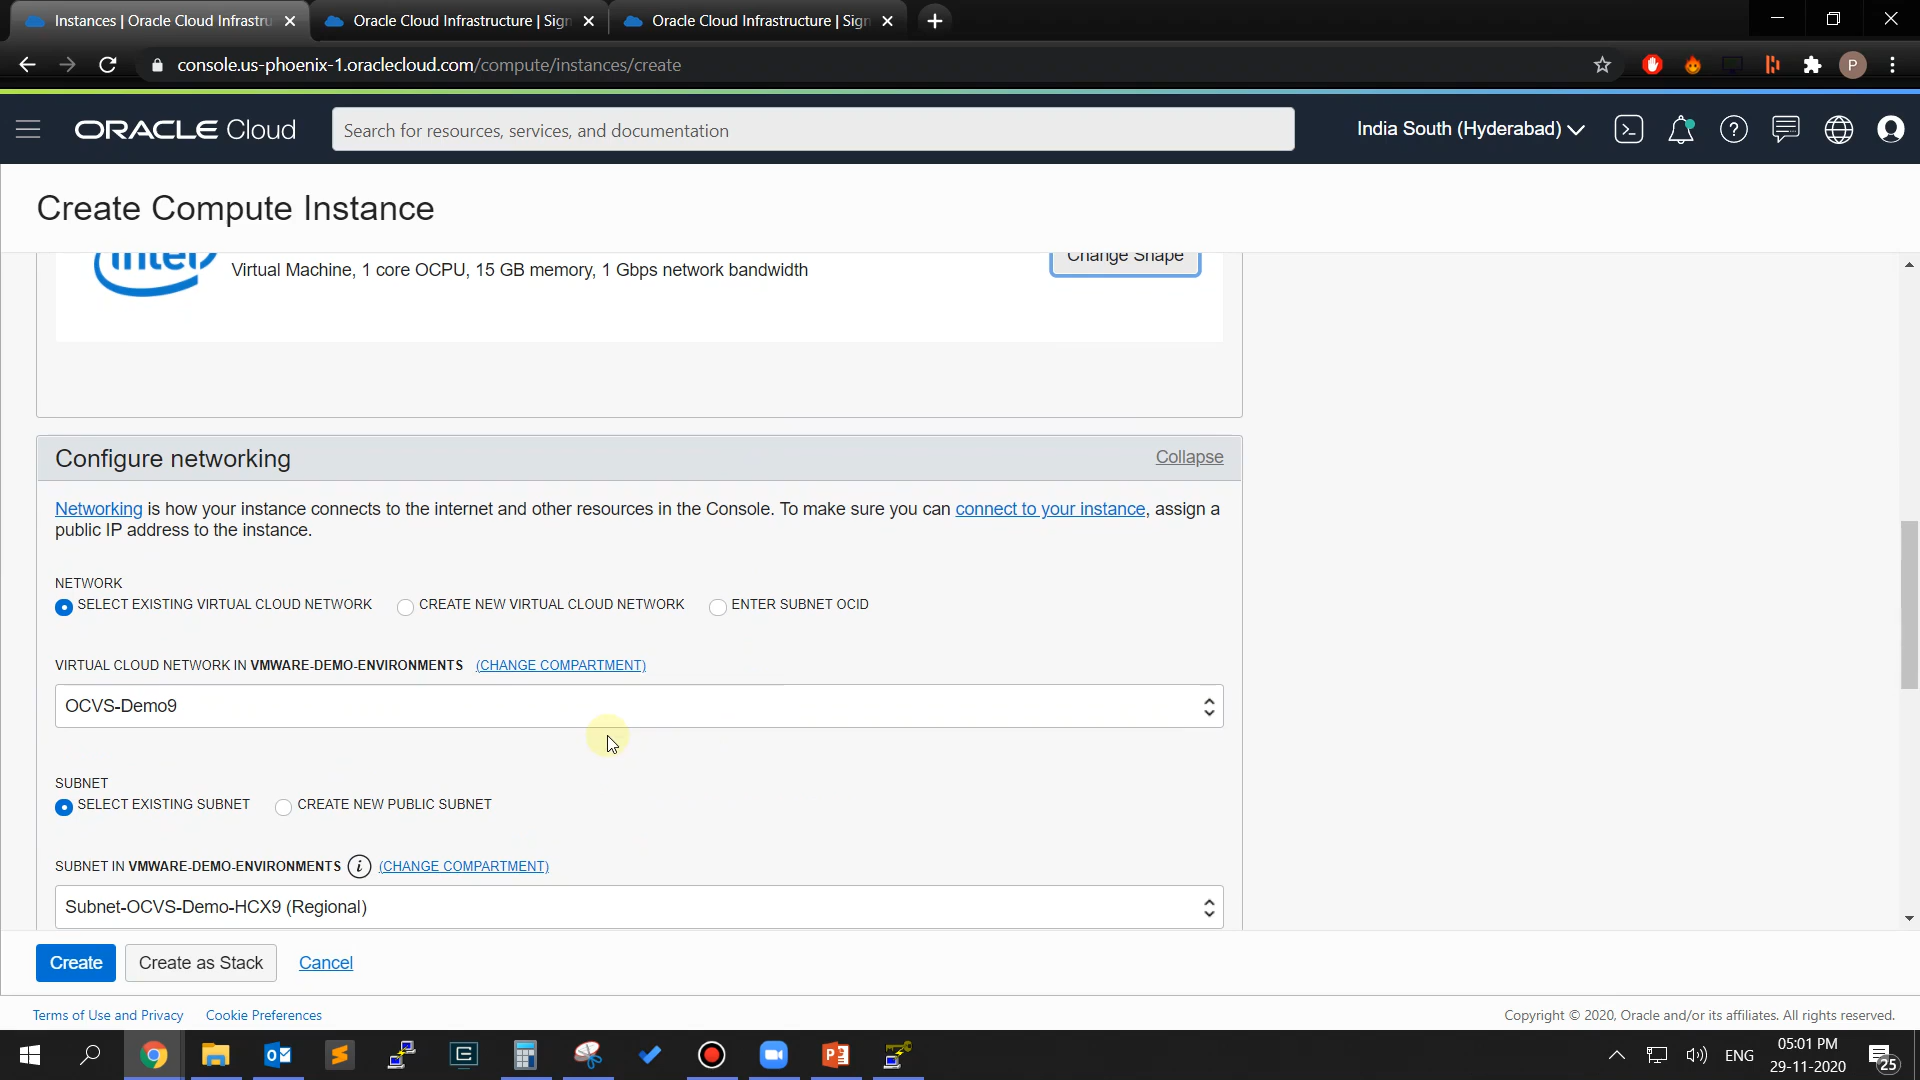 Instances | Oracle Cloud Infrastru
Oracle Cloud Infrastructure | Sign
Oracle Cloud Infrastructure | Sign
console.us-phoenix-1.oraclecloud.com/compute/instances/create
P
ORACLE Cloud
Search for resources, services, and documentation
India South (Hyderabad)
Create Compute Instance
intel
Virtual Machine, 1 core OCPU, 15 GB memory, 1 Gbps network bandwidth
Change Shape
Configure networking
Collapse
Networking is how your instance connects to the internet and other resources in the Console. To make sure you can connect to your instance, assign a
public IP address to the instance.
NETWORK
SELECT EXISTING VIRTUAL CLOUD NETWORK
CREATE NEW VIRTUAL CLOUD NETWORK
ENTER SUBNET OCID
VIRTUAL CLOUD NETWORK IN VMWARE-DEMO-ENVIRONMENTS (CHANGE COMPARTMENT)
OCVS-Demo9
SUBNET
SELECT EXISTING SUBNET
CREATE NEW PUBLIC SUBNET
SUBNET IN VMWARE-DEMO-ENVIRONMENTS i (CHANGE COMPARTMENT)
Subnet-OCVS-Demo-HCX9 (Regional)
Create
Create as Stack
Cancel
Terms of Use and Privacy
Cookie Preferences
Copyright © 2020, Oracle and/or its affiliates. All rights reserved.
ENG
05:01 PM
29-11-2020
25